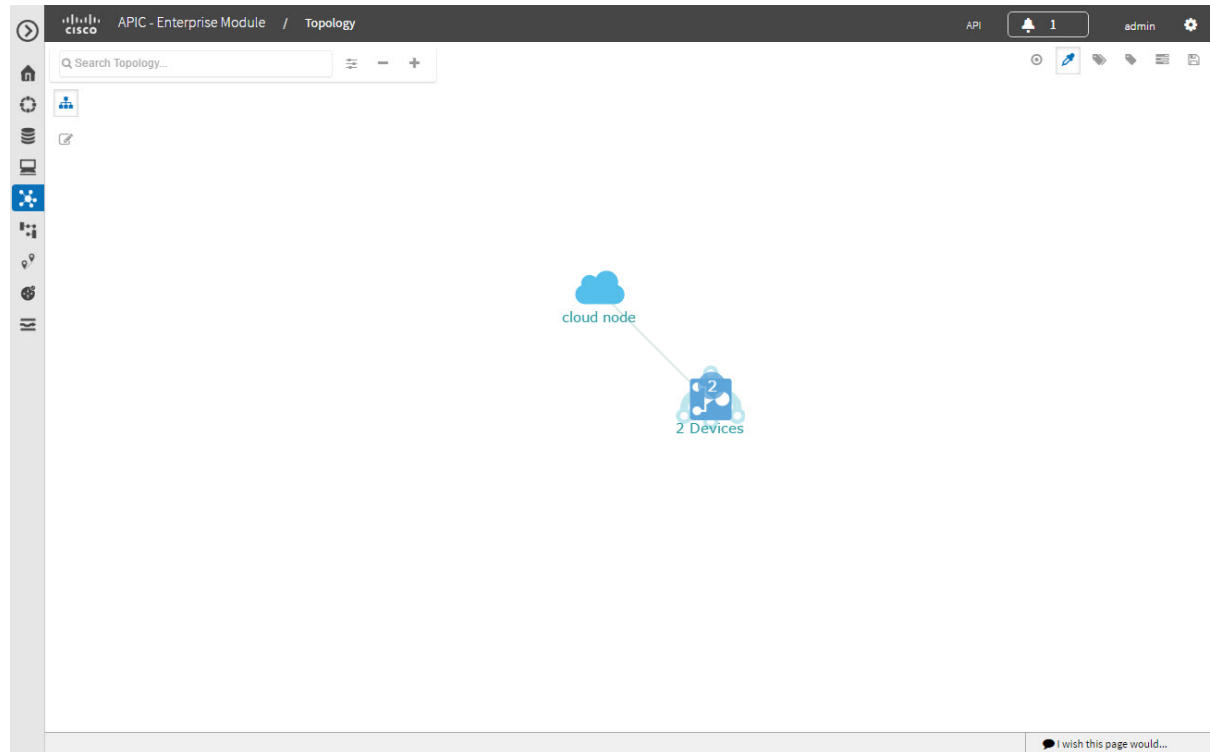 CISCO APIC - Enterprise Module / Topology API 1 admin
Search Topology...
cloud node
2
2 Devices
I wish this page would...